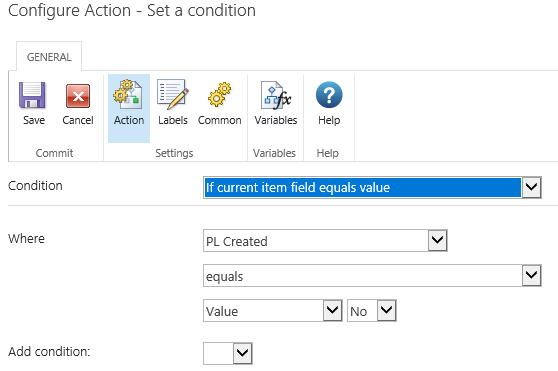 Configure Action - Set a condition
GENERAL
Save Cancel Action Labels Common Variables Help
Commit Settings Variables Help
Condition If current item field equals value
Where PL Created
equals
Value No
Add condition: